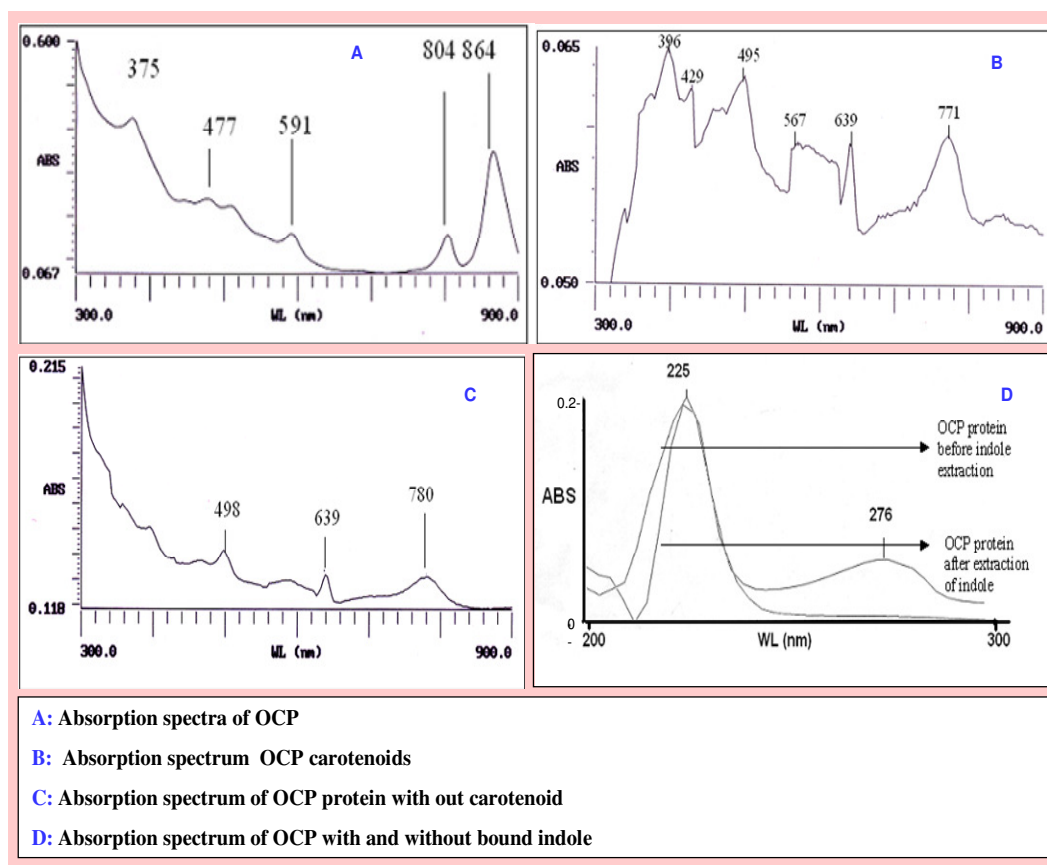 0.600
A
375
477
591
804 864
ABS
0.067
300.0
WL (nm)
900.0
0.065
B
396
429
495
567
639
771
ABS
0.050
300.0
WL (nm)
900.0
0.215
C
498
639
780
ABS
0.118
300.0
WL (nm)
900.0
D
225
0.2-
OCP protein
before indole
extraction
ABS
276
OCP protein
after extraction
of indole
0
-
200
WL (nm)
300
A: Absorption spectra of OCP
B: Absorption spectrum OCP carotenoids
C: Absorption spectrum of OCP protein with out carotenoid
D: Absorption spectrum of OCP with and without bound indole